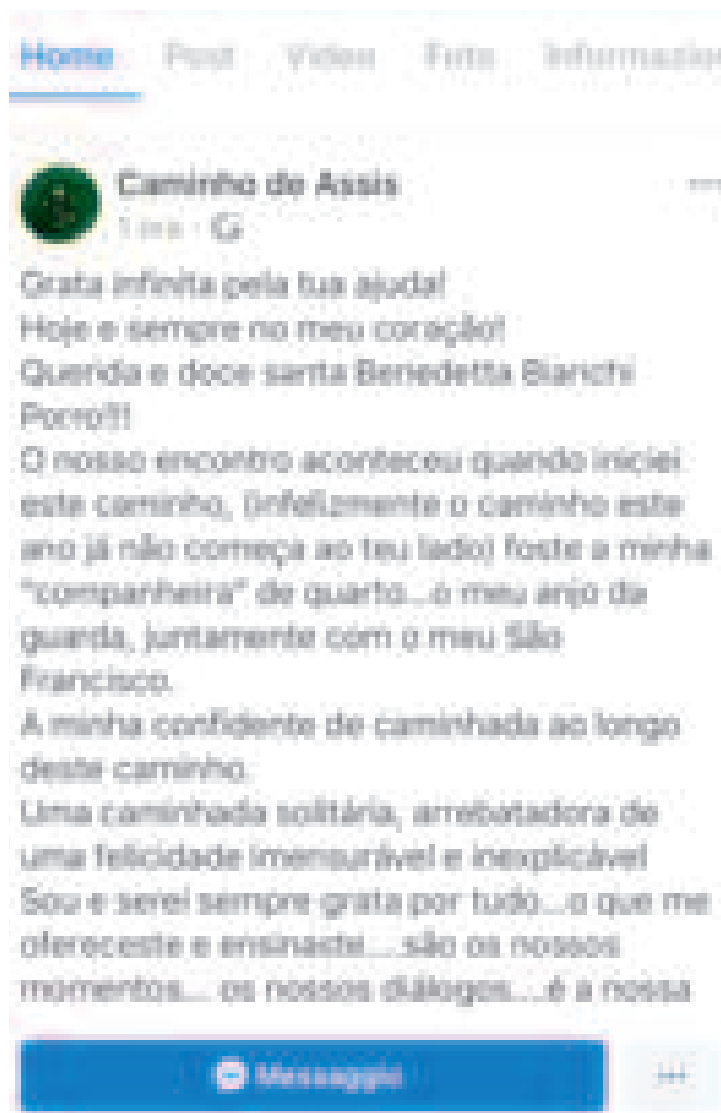 Home Post Video Foto Informazion
Caminho de Assis
1 ora
Grata infinita pela tua ajuda!
Hoje e sempre no meu coração!
Querida e doce santa Benedetta Bianchi
Porro!!!
O nosso encontro aconteceu quando iniciei
este caminho, (infelizmente o caminho este
ano já não começa ao teu lado) foste a minha
"companheira" de quarto...o meu anjo da
guarda, juntamente com o meu São
Francisco.
A minha confidente de caminhada ao longo
deste caminho.
Uma caminhada solitária, arrebatadora de
uma felicidade imensurável e inexplicável
Sou e serei sempre grata por tudo...o que me
ofereceste e ensinaste....são os nossos
momentos... os nossos diálogos....é a nossa
Messaggio